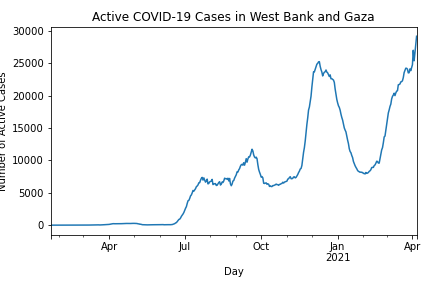 Active COVID-19 Cases in West Bank and Gaza
Number of Active Cases
30000
25000
20000
15000
10000
5000
0
Apr
Jul
Oct
Jan
2021
Apr
Day